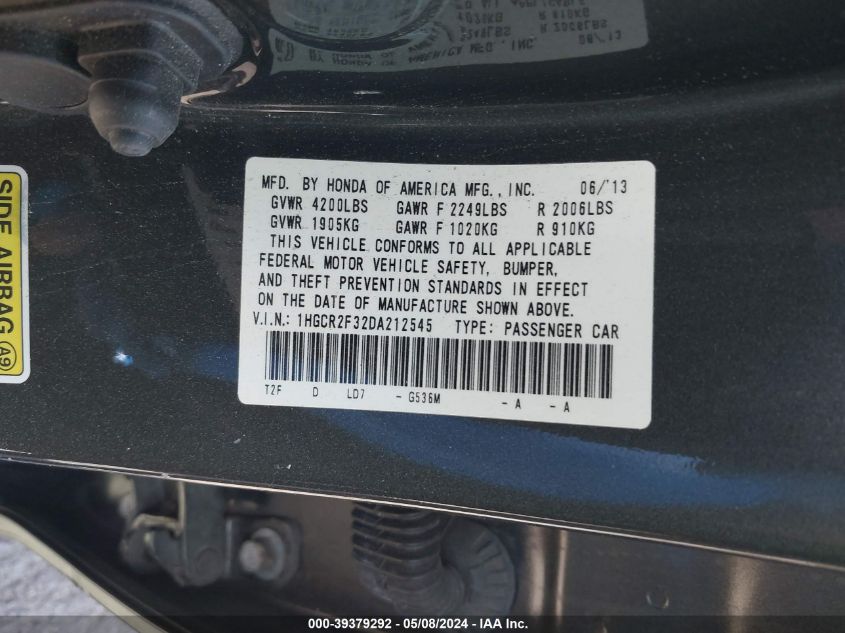 MFD. BY HONDA OF AMERICA MFG., INC. 06/'13
GVWR 4200LBS GAWR F 2249LBS R 2006LBS
GVWR 1905KG GAWR F 1020KG R 910KG
THIS VEHICLE CONFORMS TO ALL APPLICABLE
FEDERAL MOTOR VEHICLE SAFETY, BUMPER,
AND THEFT PREVENTION STANDARDS IN EFFECT
ON THE DATE OF MANUFACTURE SHOWN ABOVE.
V.I.N.: 1HGCR2F32DA212545 TYPE: PASSENGER CAR
T2F D LD7 - G536M - A - A
SIDE AIRBAG A9
000-39379292 - 05/08/2024 - IAA Inc.